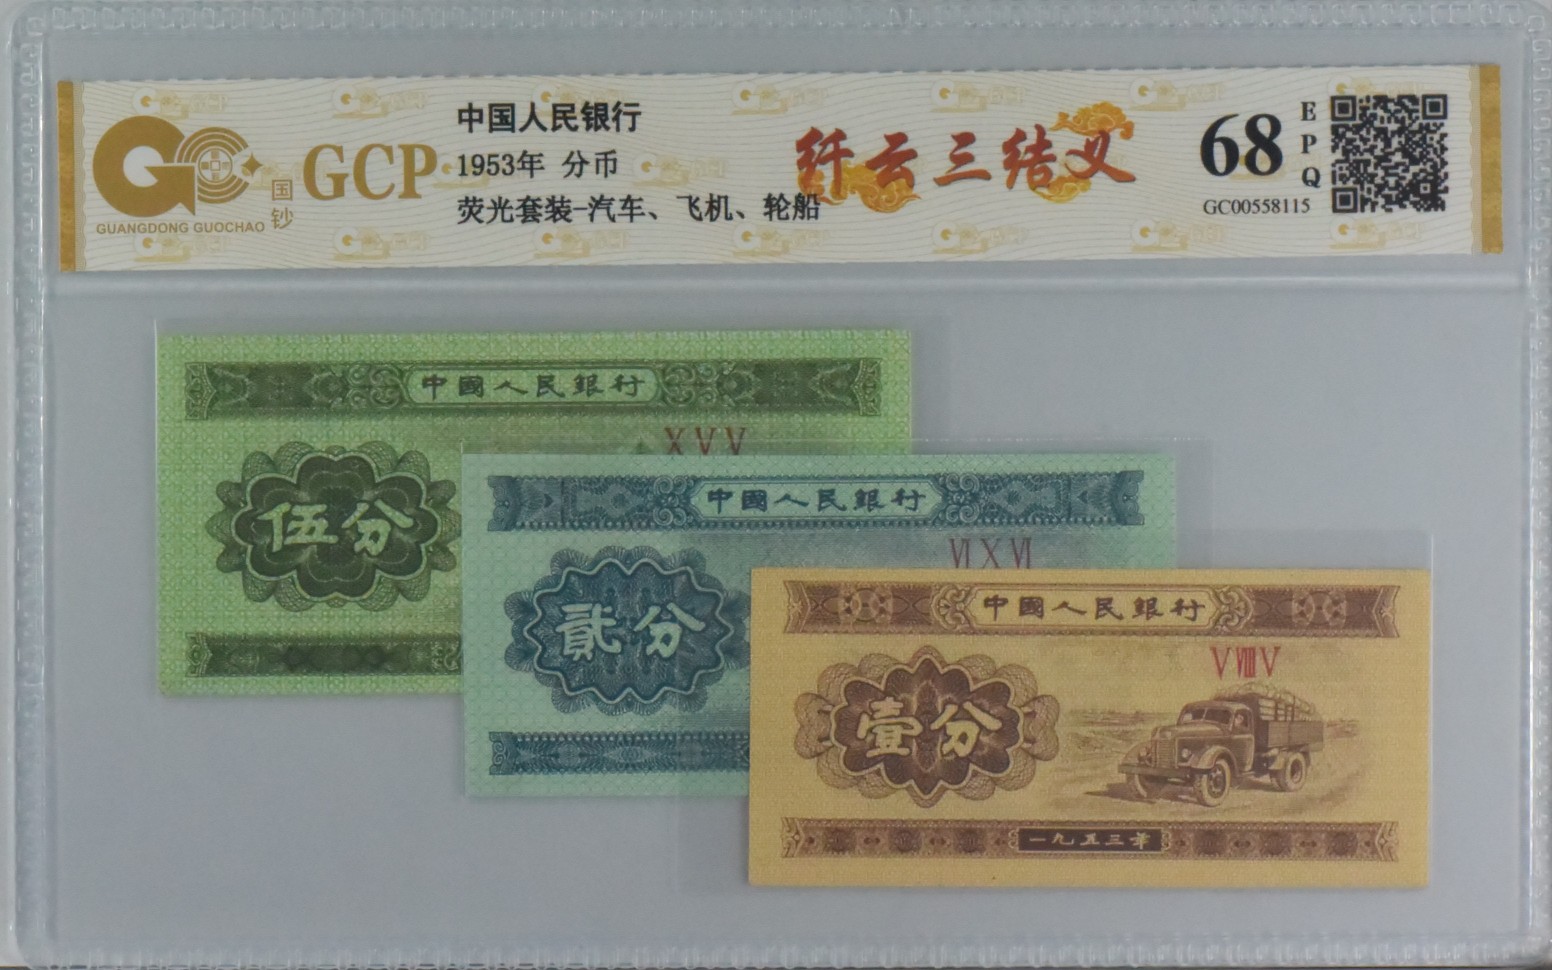 GUANGDONG GUOCHAO
国钞
GCP
中国人民银行
1953年 分币
荧光套装-汽车、飞机、轮船
纤云三结义
68
EPQ
GC00558115
中國人民銀行
XVV
伍分
中國人民銀行
VI X VI
貳分
中國人民銀行
V VIII V
壹分
一九五三年